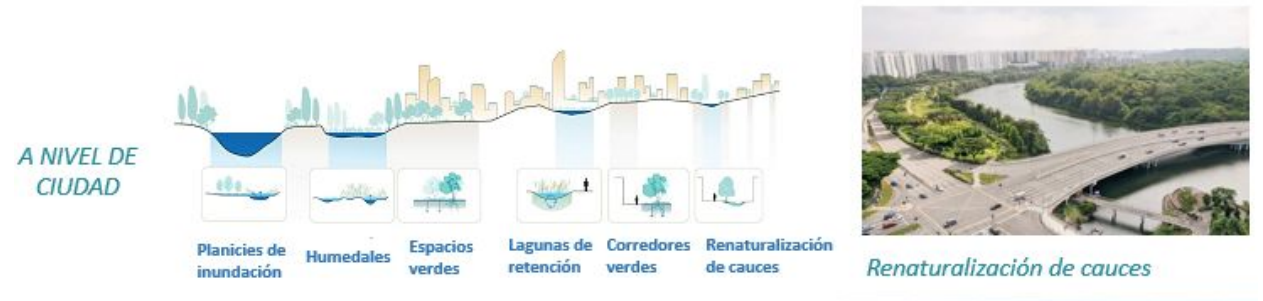 A NIVEL DE
CIUDAD
Planicies de
inundación
Humedales
Espacios
verdes
Lagunas de
retención
Corredores
verdes
Renaturalización
de cauces
Renaturalización de cauces